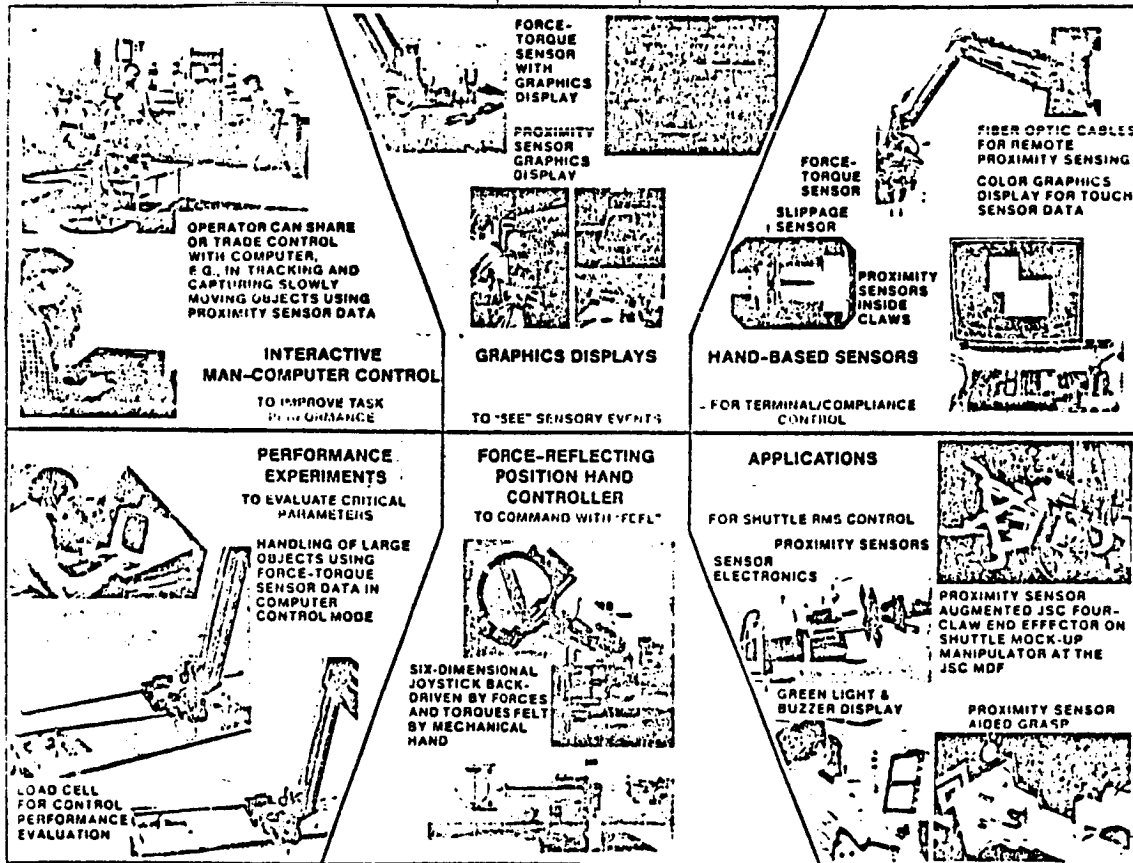 OPERATOR CAN SHARE
OR TRADE CONTROL
WITH COMPUTER,
E.G., IN TRACKING AND
CAPTURING SLOWLY
MOVING OBJECTS USING
PROXIMITY SENSOR DATA
INTERACTIVE
MAN-COMPUTER CONTROL
TO IMPROVE TASK
PERFORMANCE
FORCE-
TORQUE
SENSOR
WITH
GRAPHICS
DISPLAY
PROXIMITY
SENSOR
GRAPHICS
DISPLAY
GRAPHICS DISPLAYS
TO "SEE" SENSORY EVENTS
FORCE-
TORQUE
SENSOR
FIBER OPTIC CABLES
FOR REMOTE
PROXIMITY SENSING
COLOR GRAPHICS
DISPLAY FOR TOUCH
SENSOR DATA
SLIPPAGE
SENSOR
PROXIMITY
SENSORS
INSIDE
CLAWS
HAND-BASED SENSORS
FOR TERMINAL/COMPLIANCE
CONTROL
PERFORMANCE
EXPERIMENTS
TO EVALUATE CRITICAL
PARAMETERS
HANDLING OF LARGE
OBJECTS USING
FORCE-TORQUE
SENSOR DATA IN
COMPUTER
CONTROL MODE
LOAD CELL
FOR CONTROL
PERFORMANCE
EVALUATION
FORCE-REFLECTING
POSITION HAND
CONTROLLER
TO COMMAND WITH "FEEL"
SIX-DIMENSIONAL
JOYSTICK BACK-
DRIVEN BY FORCES
AND TORQUES FELT
BY MECHANICAL
HAND
APPLICATIONS
FOR SHUTTLE RMS CONTROL
PROXIMITY SENSORS
SENSOR
ELECTRONICS
PROXIMITY SENSOR
AUGMENTED JSC FOUR-
CLAW END EFFECTOR ON
SHUTTLE MOCK-UP
MANIPULATOR AT THE
JSC MDF
GREEN LIGHT &
BUZZER DISPLAY
PROXIMITY SENSOR
AIDED GRASP